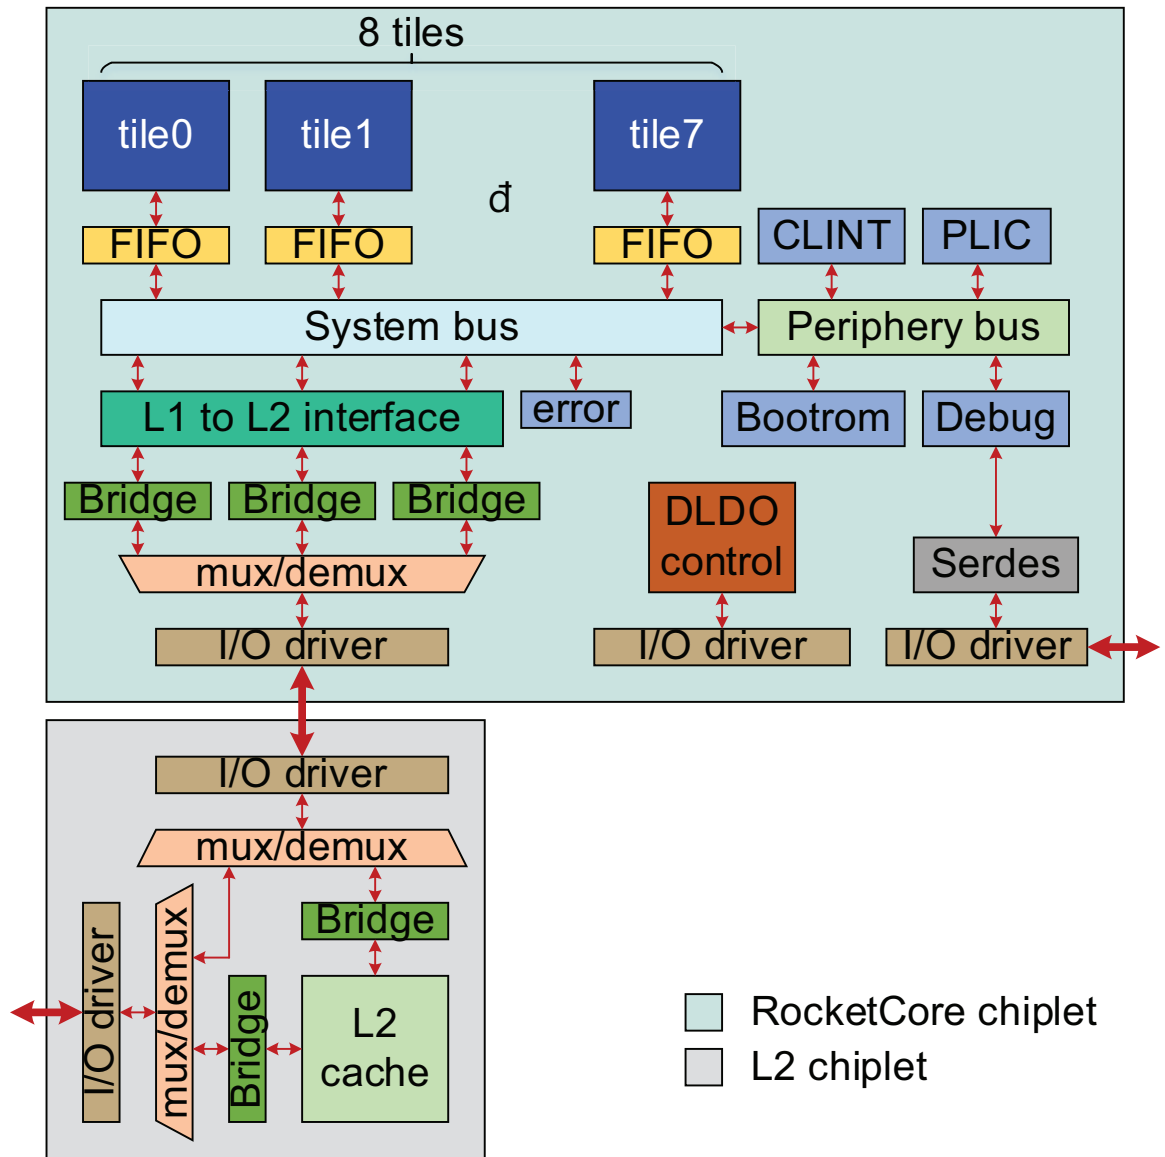 8 tiles
tile0
tile1
tile7
đ
FIFO
FIFO
FIFO
CLINT
PLIC
System bus
Periphery bus
L1 to L2 interface
error
Bootrom
Debug
Bridge
Bridge
Bridge
DLDO
control
mux/demux
Serdes
I/O driver
I/O driver
I/O driver
I/O driver
mux/demux
Bridge
I/O driver
mux/demux
Bridge
L2
cache
RocketCore chiplet
L2 chiplet